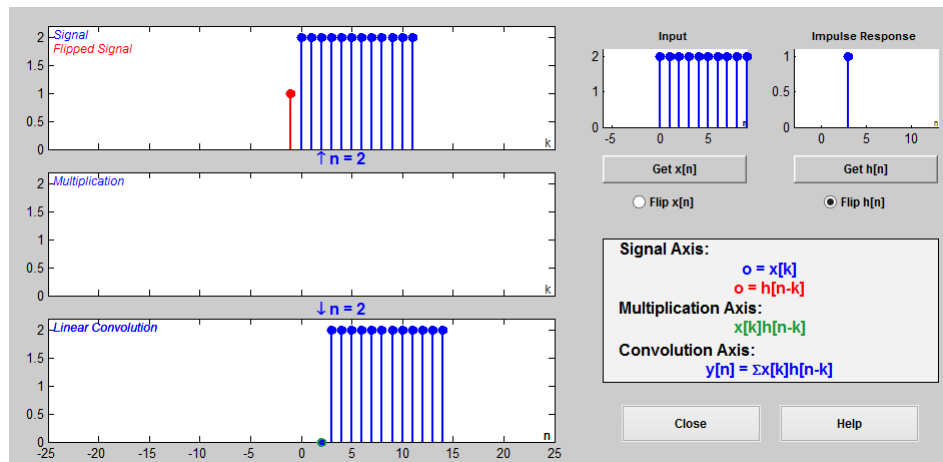 Signal
Flipped Signal
2
1.5
1
0.5
0
k
↑ n = 2
Multiplication
2
1.5
1
0.5
0
k
↓ n = 2
Linear Convolution
2
1.5
1
0.5
0
n
-25 -20 -15 -10 -5 0 5 10 15 20 25
Input
2
1
0
n
-5 0 5
Impulse Response
1
0.5
0
n
0 5 10
Get x[n]
Get h[n]
Flip x[n]
Flip h[n]
Signal Axis:
o = x[k]
o = h[n-k]
Multiplication Axis:
x[k]h[n-k]
Convolution Axis:
y[n] = Σx[k]h[n-k]
Close
Help